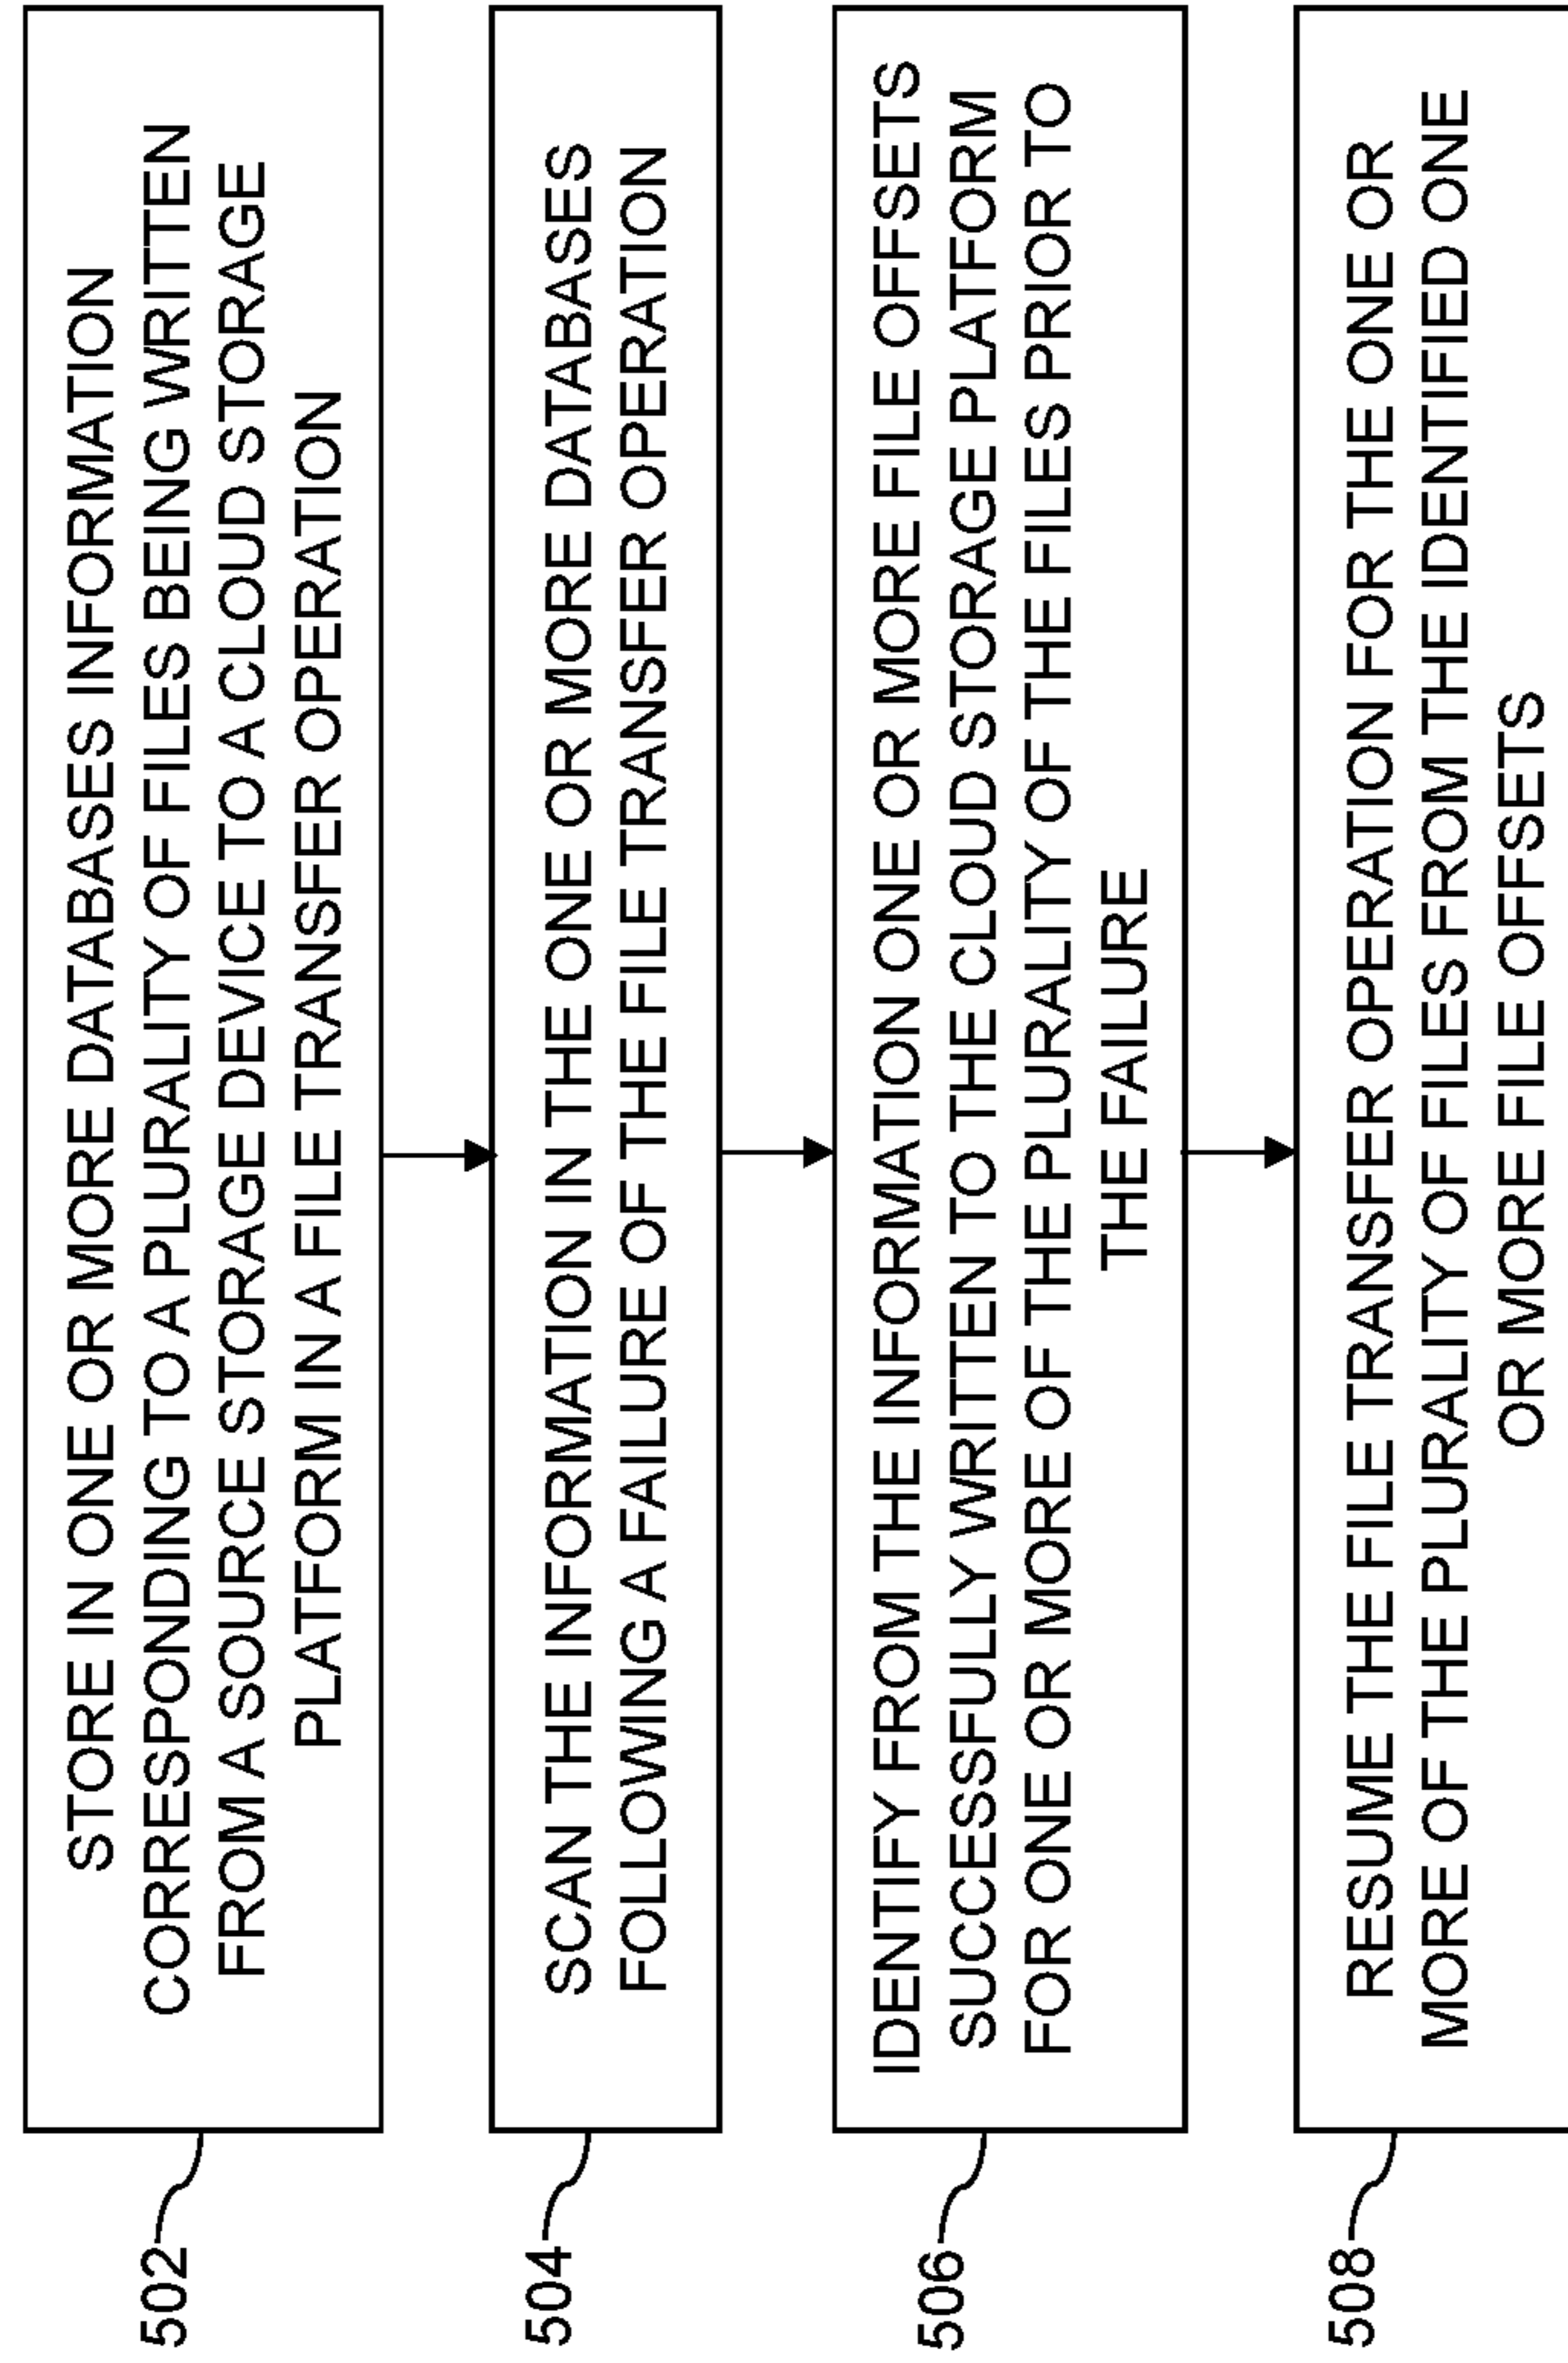 502
STORE IN ONE OR MORE DATABASES INFORMATION
CORRESPONDING TO A PLURALITY OF FILES BEING WRITTEN
FROM A SOURCE STORAGE DEVICE TO A CLOUD STORAGE
PLATFORM IN A FILE TRANSFER OPERATION
504
SCAN THE INFORMATION IN THE ONE OR MORE DATABASES
FOLLOWING A FAILURE OF THE FILE TRANSFER OPERATION
506
IDENTIFY FROM THE INFORMATION ONE OR MORE FILE OFFSETS
SUCCESSFULLY WRITTEN TO THE CLOUD STORAGE PLATFORM
FOR ONE OR MORE OF THE PLURALITY OF THE FILES PRIOR TO
THE FAILURE
508
RESUME THE FILE TRANSFER OPERATION FOR THE ONE OR
MORE OF THE PLURALITY OF FILES FROM THE IDENTIFIED ONE
OR MORE FILE OFFSETS